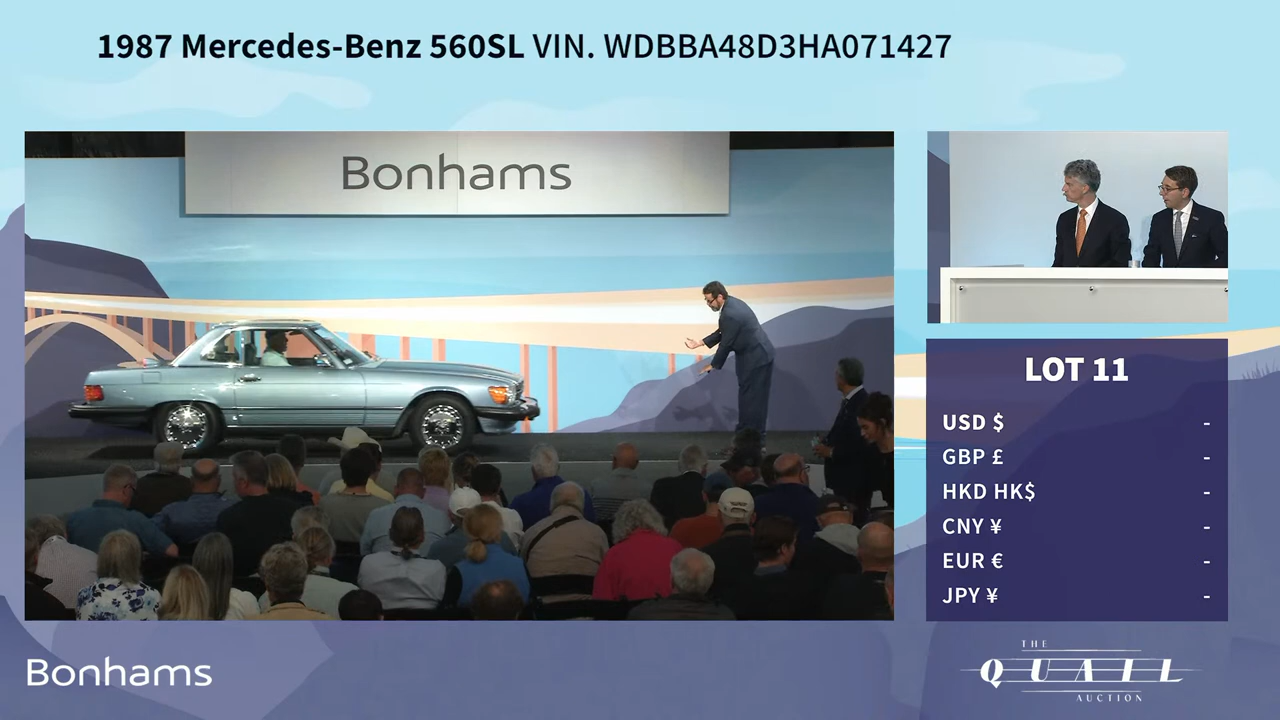 1987 Mercedes-Benz 560SL VIN. WDBBA48D3HA071427
Bonhams
LOT 11
USD $ -
GBP £ -
HKD HK$ -
CNY ¥ -
EUR € -
JPY ¥ -
Bonhams
THE
QUAIL
AUCTION